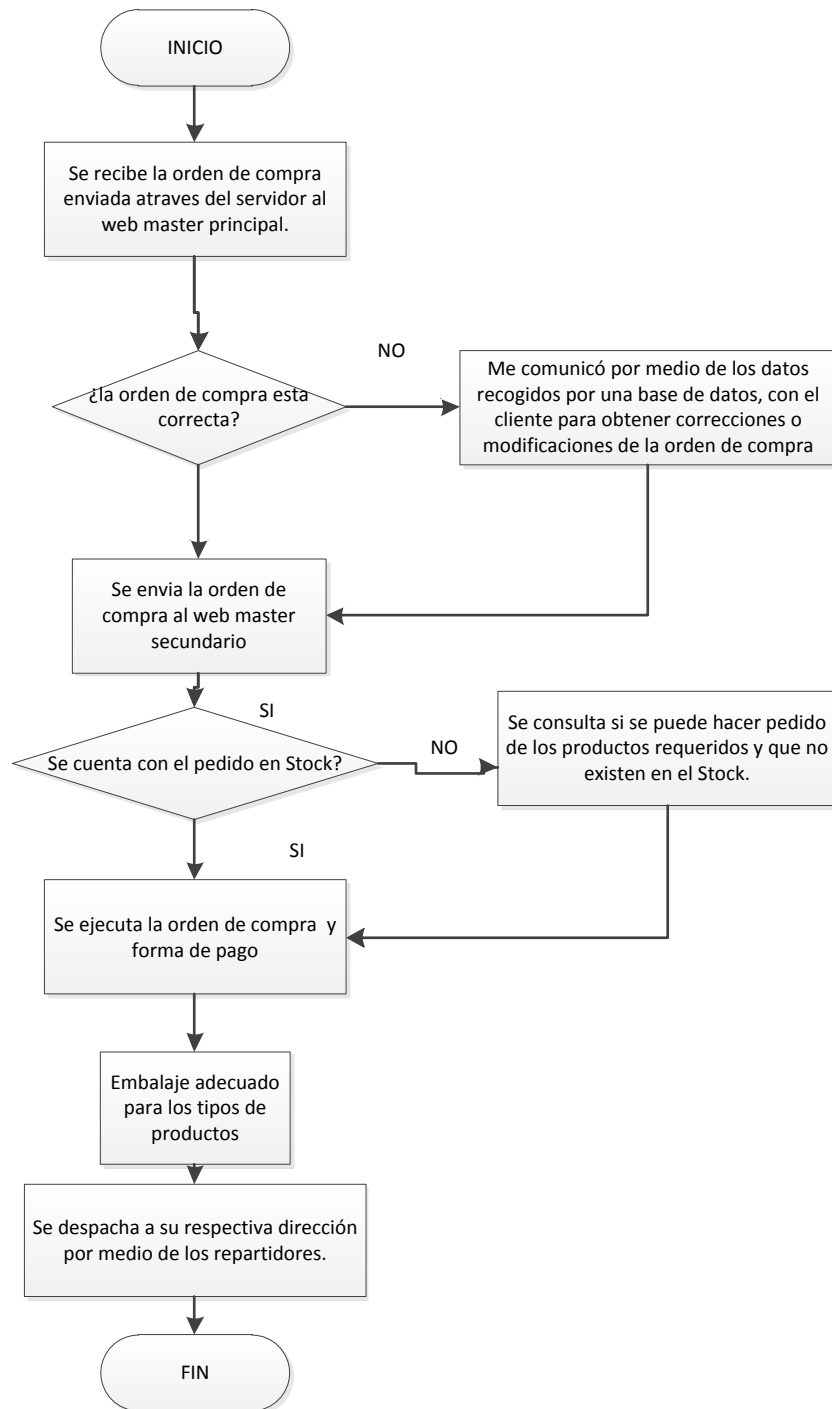 INICIO
Se recibe la orden de compra
enviada atraves del servidor al
web master principal.
NO
¿la orden de compra esta
correcta?
Me comunicó por medio de los datos
recogidos por una base de datos, con el
cliente para obtener correcciones o
modificaciones de la orden de compra
Se envia la orden de
compra al web master
secundario
SI
Se cuenta con el pedido en Stock?
NO
Se consulta si se puede hacer pedido
de los productos requeridos y que no
existen en el Stock.
SI
Se ejecuta la orden de compra y
forma de pago
Embalaje adecuado
para los tipos de
productos
Se despacha a su respectiva dirección
por medio de los repartidores.
FIN